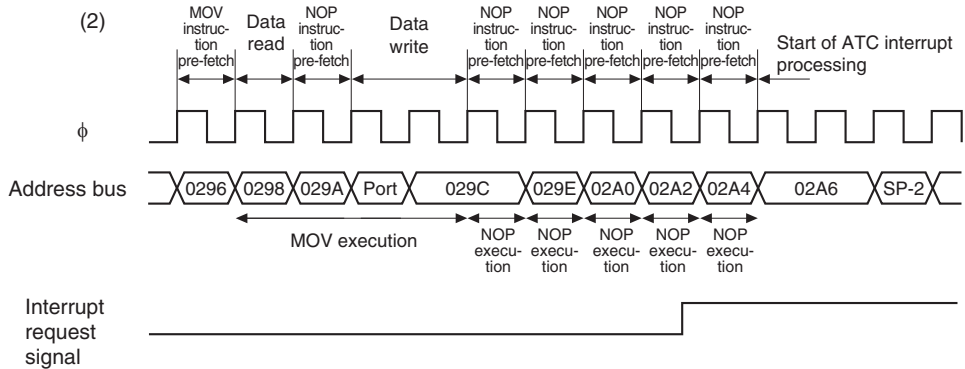 (2)
MOV
instruc-
tion
pre-fetch
Data
read
NOP
instruc-
tion
pre-fetch
Data
write
NOP
instruc-
tion
pre-fetch
NOP
instruc-
tion
pre-fetch
NOP
instruc-
tion
pre-fetch
NOP
instruc-
tion
pre-fetch
NOP
instruc-
tion
pre-fetch
Start of ATC interrupt
processing
ϕ
Address bus
0296 0298 029A Port 029C 029E 02A0 02A2 02A4 02A6 SP-2
MOV execution
NOP
execu-
tion
NOP
execu-
tion
NOP
execu-
tion
NOP
execu-
tion
NOP
execu-
tion
Interrupt
request
signal